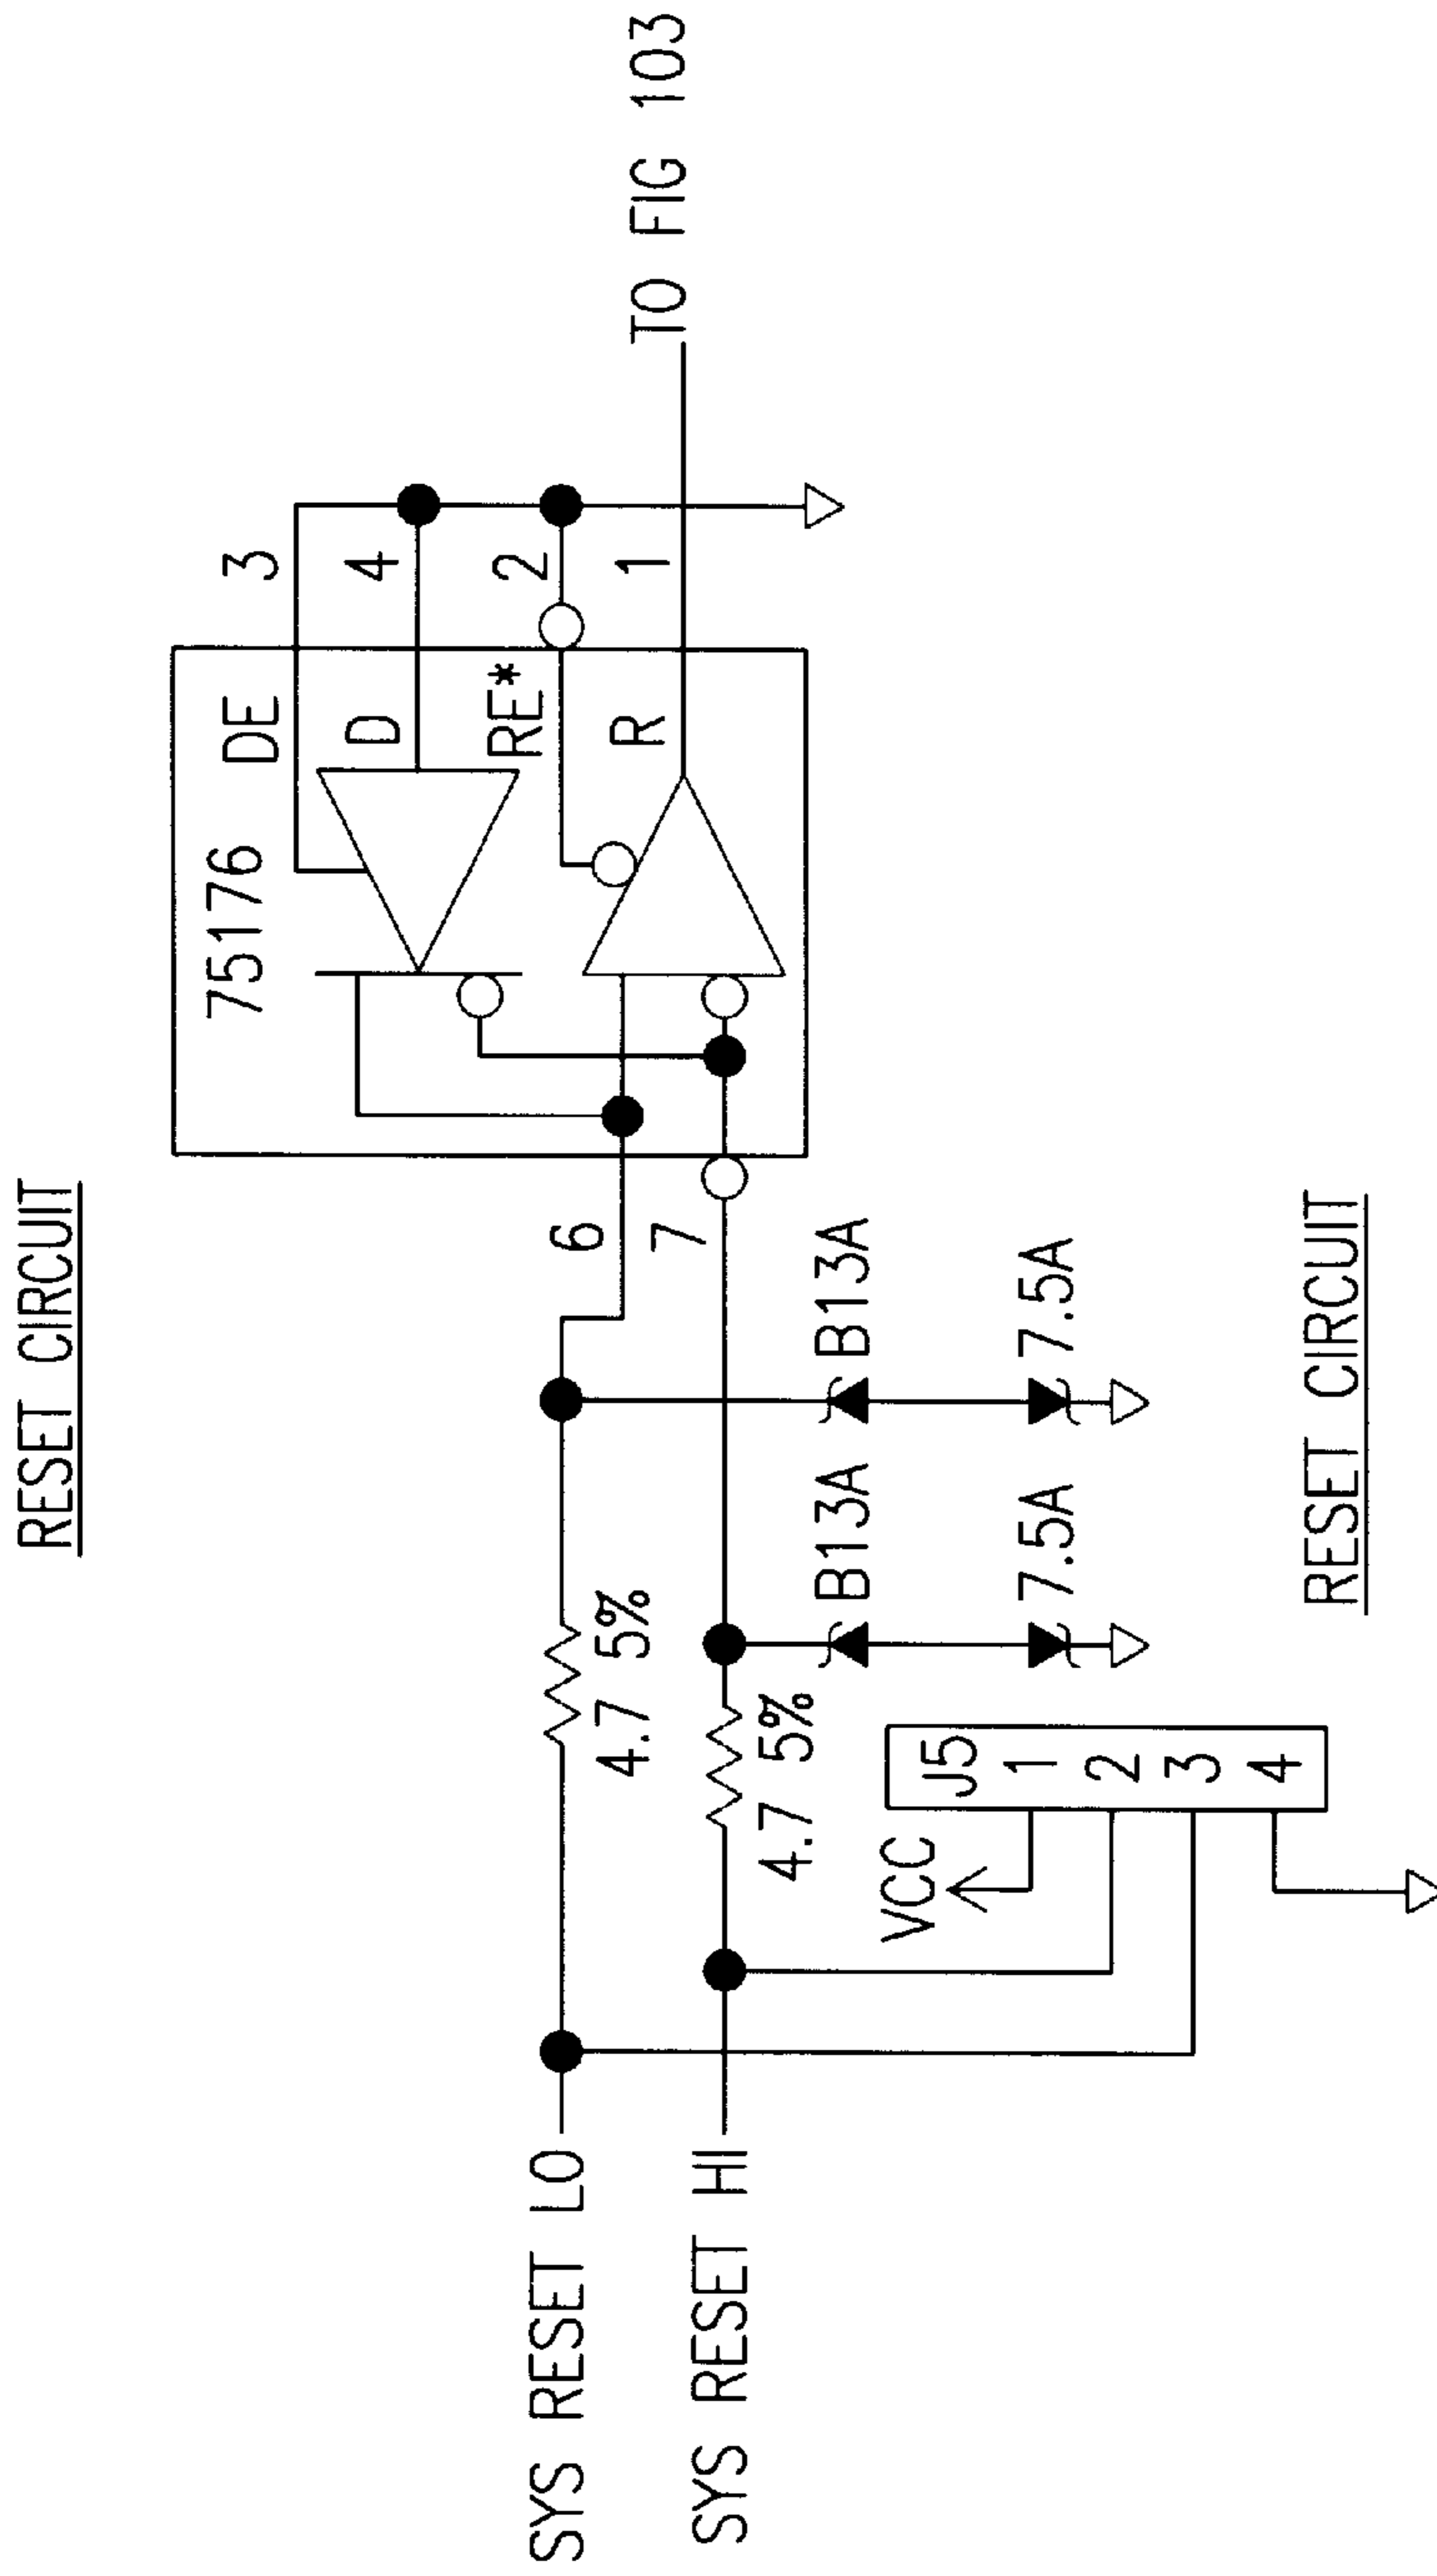 RESET CIRCUIT
75176
DE
3
D
4
RE*
2
R
1
TO FIG 103
6
7
SYS RESET LO
4.7 5%
SYS RESET HI
4.7 5%
B13A
B13A
7.5A
7.5A
VCC
J5
1
2
3
4
RESET CIRCUIT